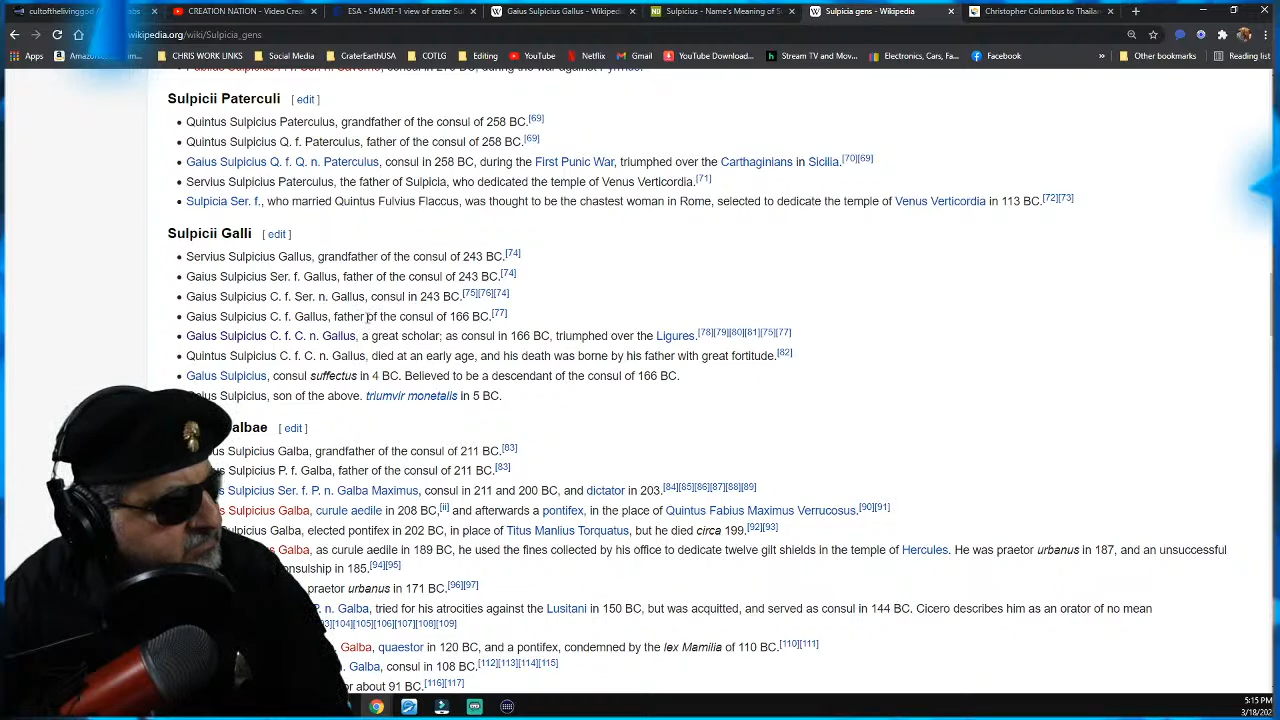 cultofthelivinggod
CREATION NATION - Video Crea
ESA - SMART-1 view of crater Sul
Gaius Sulpicius Gallus - Wikipedi
Sulpicius - Name's Meaning of S
Sulpicia gens - Wikipedia
Christopher Columbus to Thailan
wikipedia.org/wiki/Sulpicia_gens
Apps
CHRIS WORK LINKS
Social Media
CraterEarthUSA
COTLG
Editing
YouTube
Netflix
Gmail
YouTube Download...
Stream TV and Mov...
Electronics, Cars, Fa...
Facebook
»
Other bookmarks
Reading list
Sulpicii Paterculi [ edit ]
• Quintus Sulpicius Paterculus, grandfather of the consul of 258 BC.[69]
• Quintus Sulpicius Q. f. Paterculus, father of the consul of 258 BC.[69]
• Gaius Sulpicius Q. f. Q. n. Paterculus, consul in 258 BC, during the First Punic War, triumphed over the Carthaginians in Sicilia.[70][69]
• Servius Sulpicius Paterculus, the father of Sulpicia, who dedicated the temple of Venus Verticordia.[71]
• Sulpicia Ser. f., who married Quintus Fulvius Flaccus, was thought to be the chastest woman in Rome, selected to dedicate the temple of Venus Verticordia in 113 BC.[72][73]
Sulpicii Galli [ edit ]
• Servius Sulpicius Gallus, grandfather of the consul of 243 BC.[74]
• Gaius Sulpicius Ser. f. Gallus, father of the consul of 243 BC.[74]
• Gaius Sulpicius C. f. Ser. n. Gallus, consul in 243 BC.[75][76][74]
• Gaius Sulpicius C. f. Gallus, father of the consul of 166 BC.[77]
• Gaius Sulpicius C. f. C. n. Gallus, a great scholar; as consul in 166 BC, triumphed over the Ligures.[78][79][80][81][75][77]
• Quintus Sulpicius C. f. C. n. Gallus, died at an early age, and his death was borne by his father with great fortitude.[82]
• Gaius Sulpicius, consul suffectus in 4 BC. Believed to be a descendant of the consul of 166 BC.
Sulpicius, son of the above. triumvir monetalis in 5 BC.
albae [ edit ]
Sulpicius Galba, grandfather of the consul of 211 BC.[83]
Sulpicius P. f. Galba, father of the consul of 211 BC.[83]
Sulpicius Ser. f. P. n. Galba Maximus, consul in 211 and 200 BC, and dictator in 203.[84][85][86][87][88][89]
Sulpicius Galba, curule aedile in 208 BC,[ii] and afterwards a pontifex, in the place of Quintus Fabius Maximus Verrucosus.[90][91]
Sulpicius Galba, elected pontifex in 202 BC, in place of Titus Manlius Torquatus, but he died circa 199.[92][93]
Galba, as curule aedile in 189 BC, he used the fines collected by his office to dedicate twelve gilt shields in the temple of Hercules. He was praetor urbanus in 187, and an unsuccessful
nsulship in 185.[94][95]
praetor urbanus in 171 BC.[96][97]
n. Galba, tried for his atrocities against the Lusitani in 150 BC, but was acquitted, and served as consul in 144 BC. Cicero describes him as an orator of no mean
[104][105][106][107][108][109]
Galba, quaestor in 120 BC, and a pontifex, condemned by the lex Mamilia of 110 BC.[110][111]
Galba, consul in 108 BC.[112][113][114][115]
or about 91 BC.[116][117]
5:15 PM
3/18/202